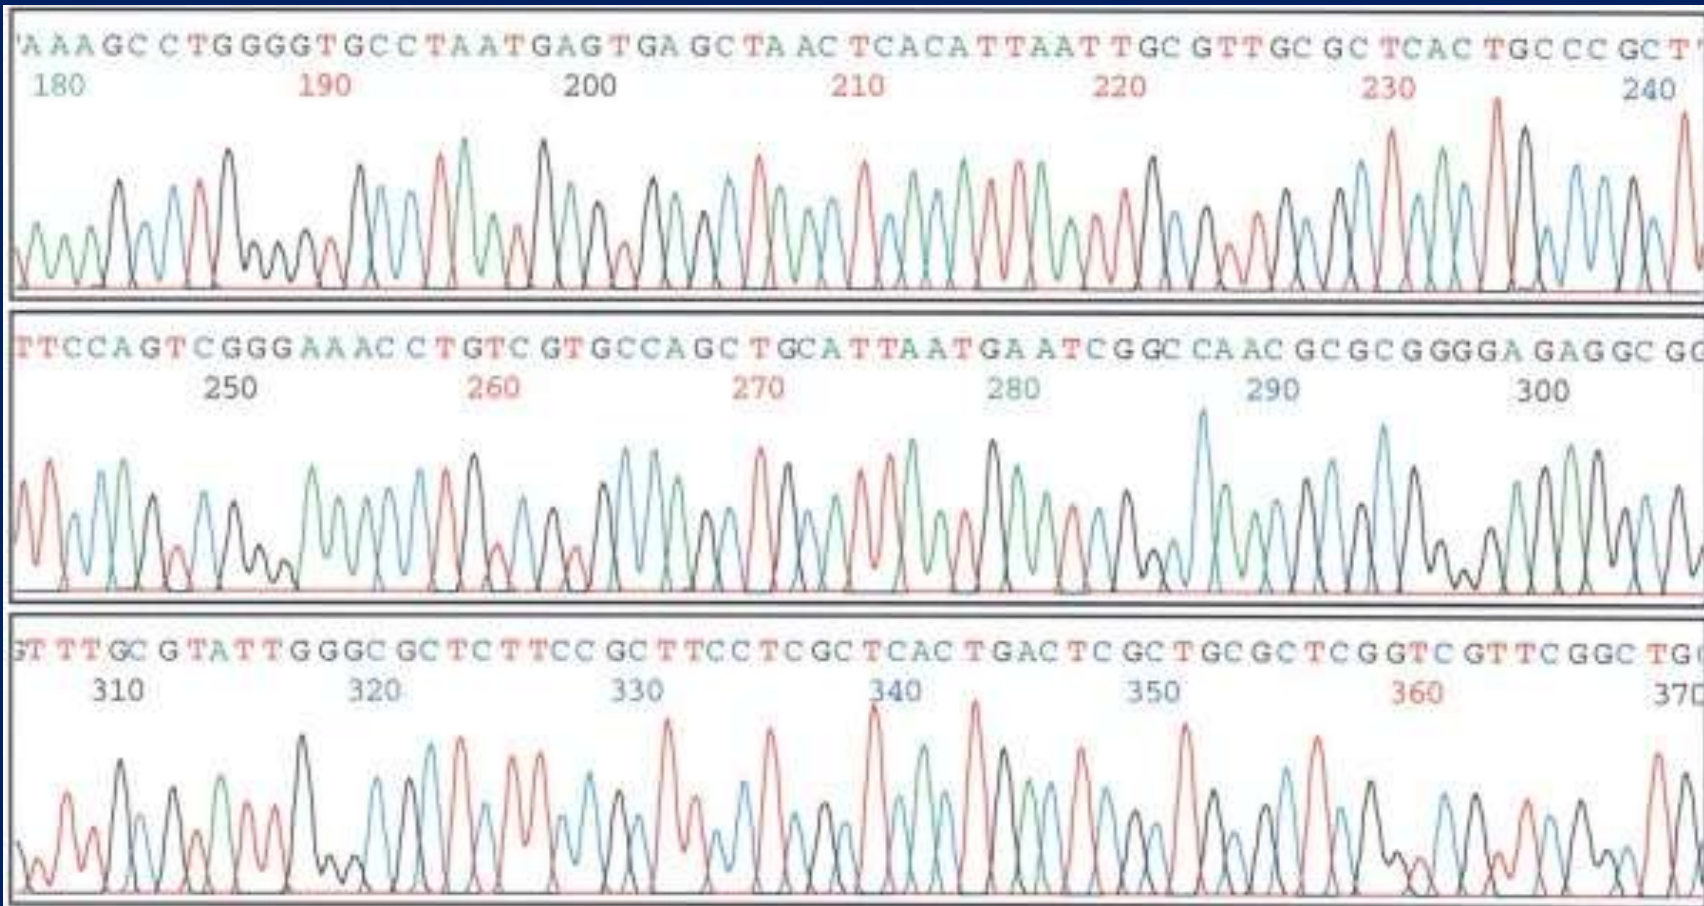 AAAGCCTGGGGTGCCTAATGAGTGAGCTAACTCACATTAATTGCGTTGCGCTCACTGCCCGCT
180 190 200 210 220 230 240
TTCCAGTCGGGAAACCTGTCGTGCCAGCTGCATTAATGAATCGGCCAACGCGCGGGGAGAGGCGG
250 260 270 280 290 300
GTTTGCGTATTGGGCGCTCTTCCGCTTCCTCGCTCACTGACTCGCTGCGCTCGGTCGTTCGGCTG
310 320 330 340 350 360 370